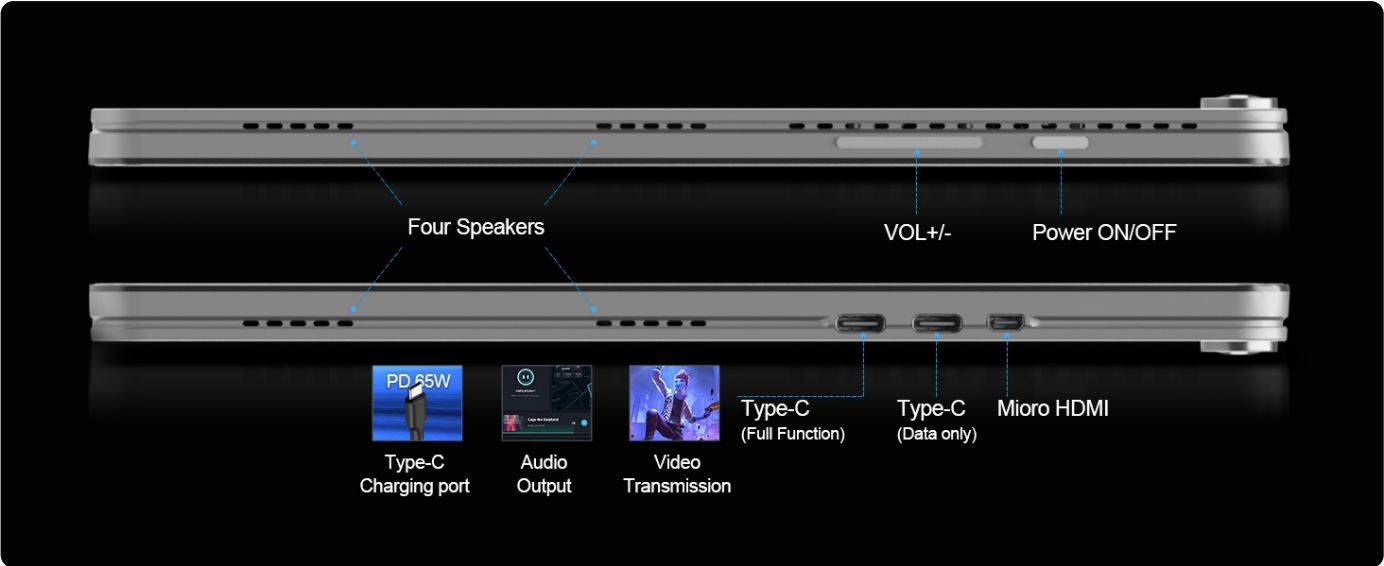 Four Speakers
VOL+/-
Power ON/OFF
PD 65W
Type-C
Charging port
Audio
Output
Video
Transmission
Type-C
(Full Function)
Type-C
(Data only)
Mioro HDMI